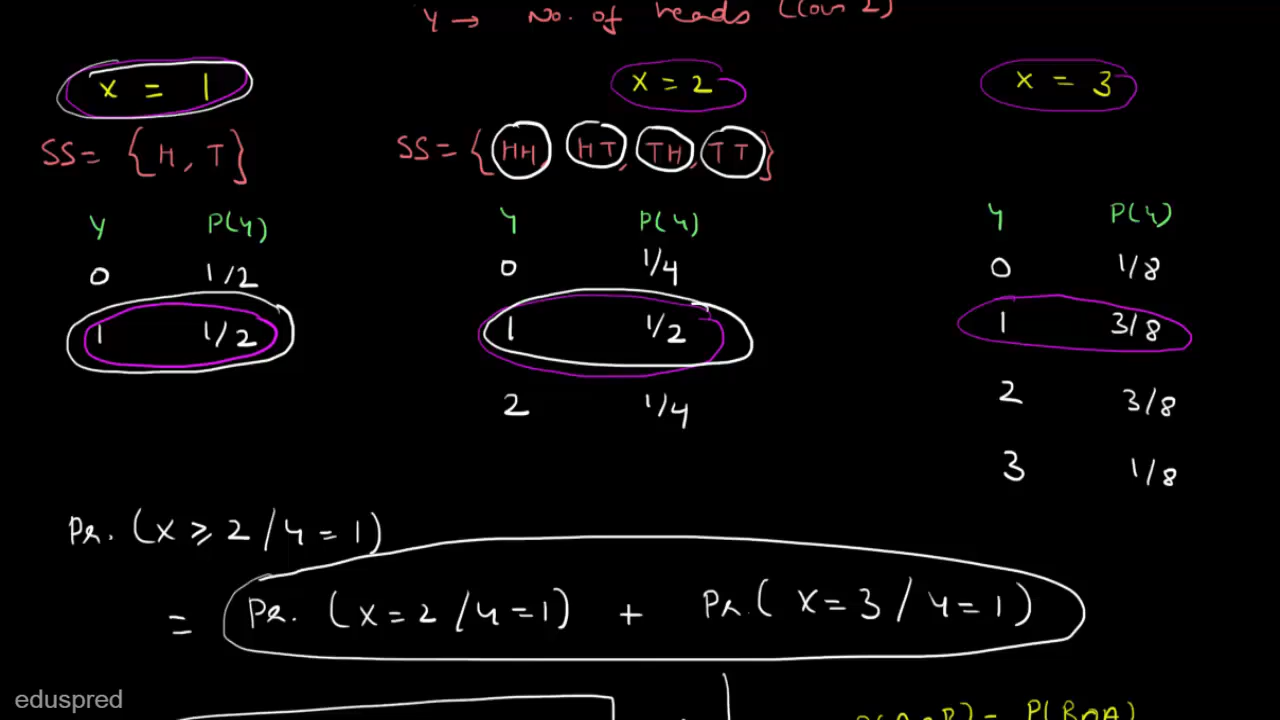 Y → No. of heads (Coin 2)
x = 1 x = 2 x = 3
SS = {H, T} SS = {HH, HT, TH, TT}
Y P(Y) Y P(Y) Y P(Y)
0 1/2 0 1/4 0 1/8
1 1/2 1 1/2 1 3/8
2 1/4 2 3/8
3 1/8
Pr. (X ≥ 2 / Y = 1)
= Pr. (X = 2 / Y = 1) + Pr. (X = 3 / Y = 1)
eduspred
= P(B∩A)